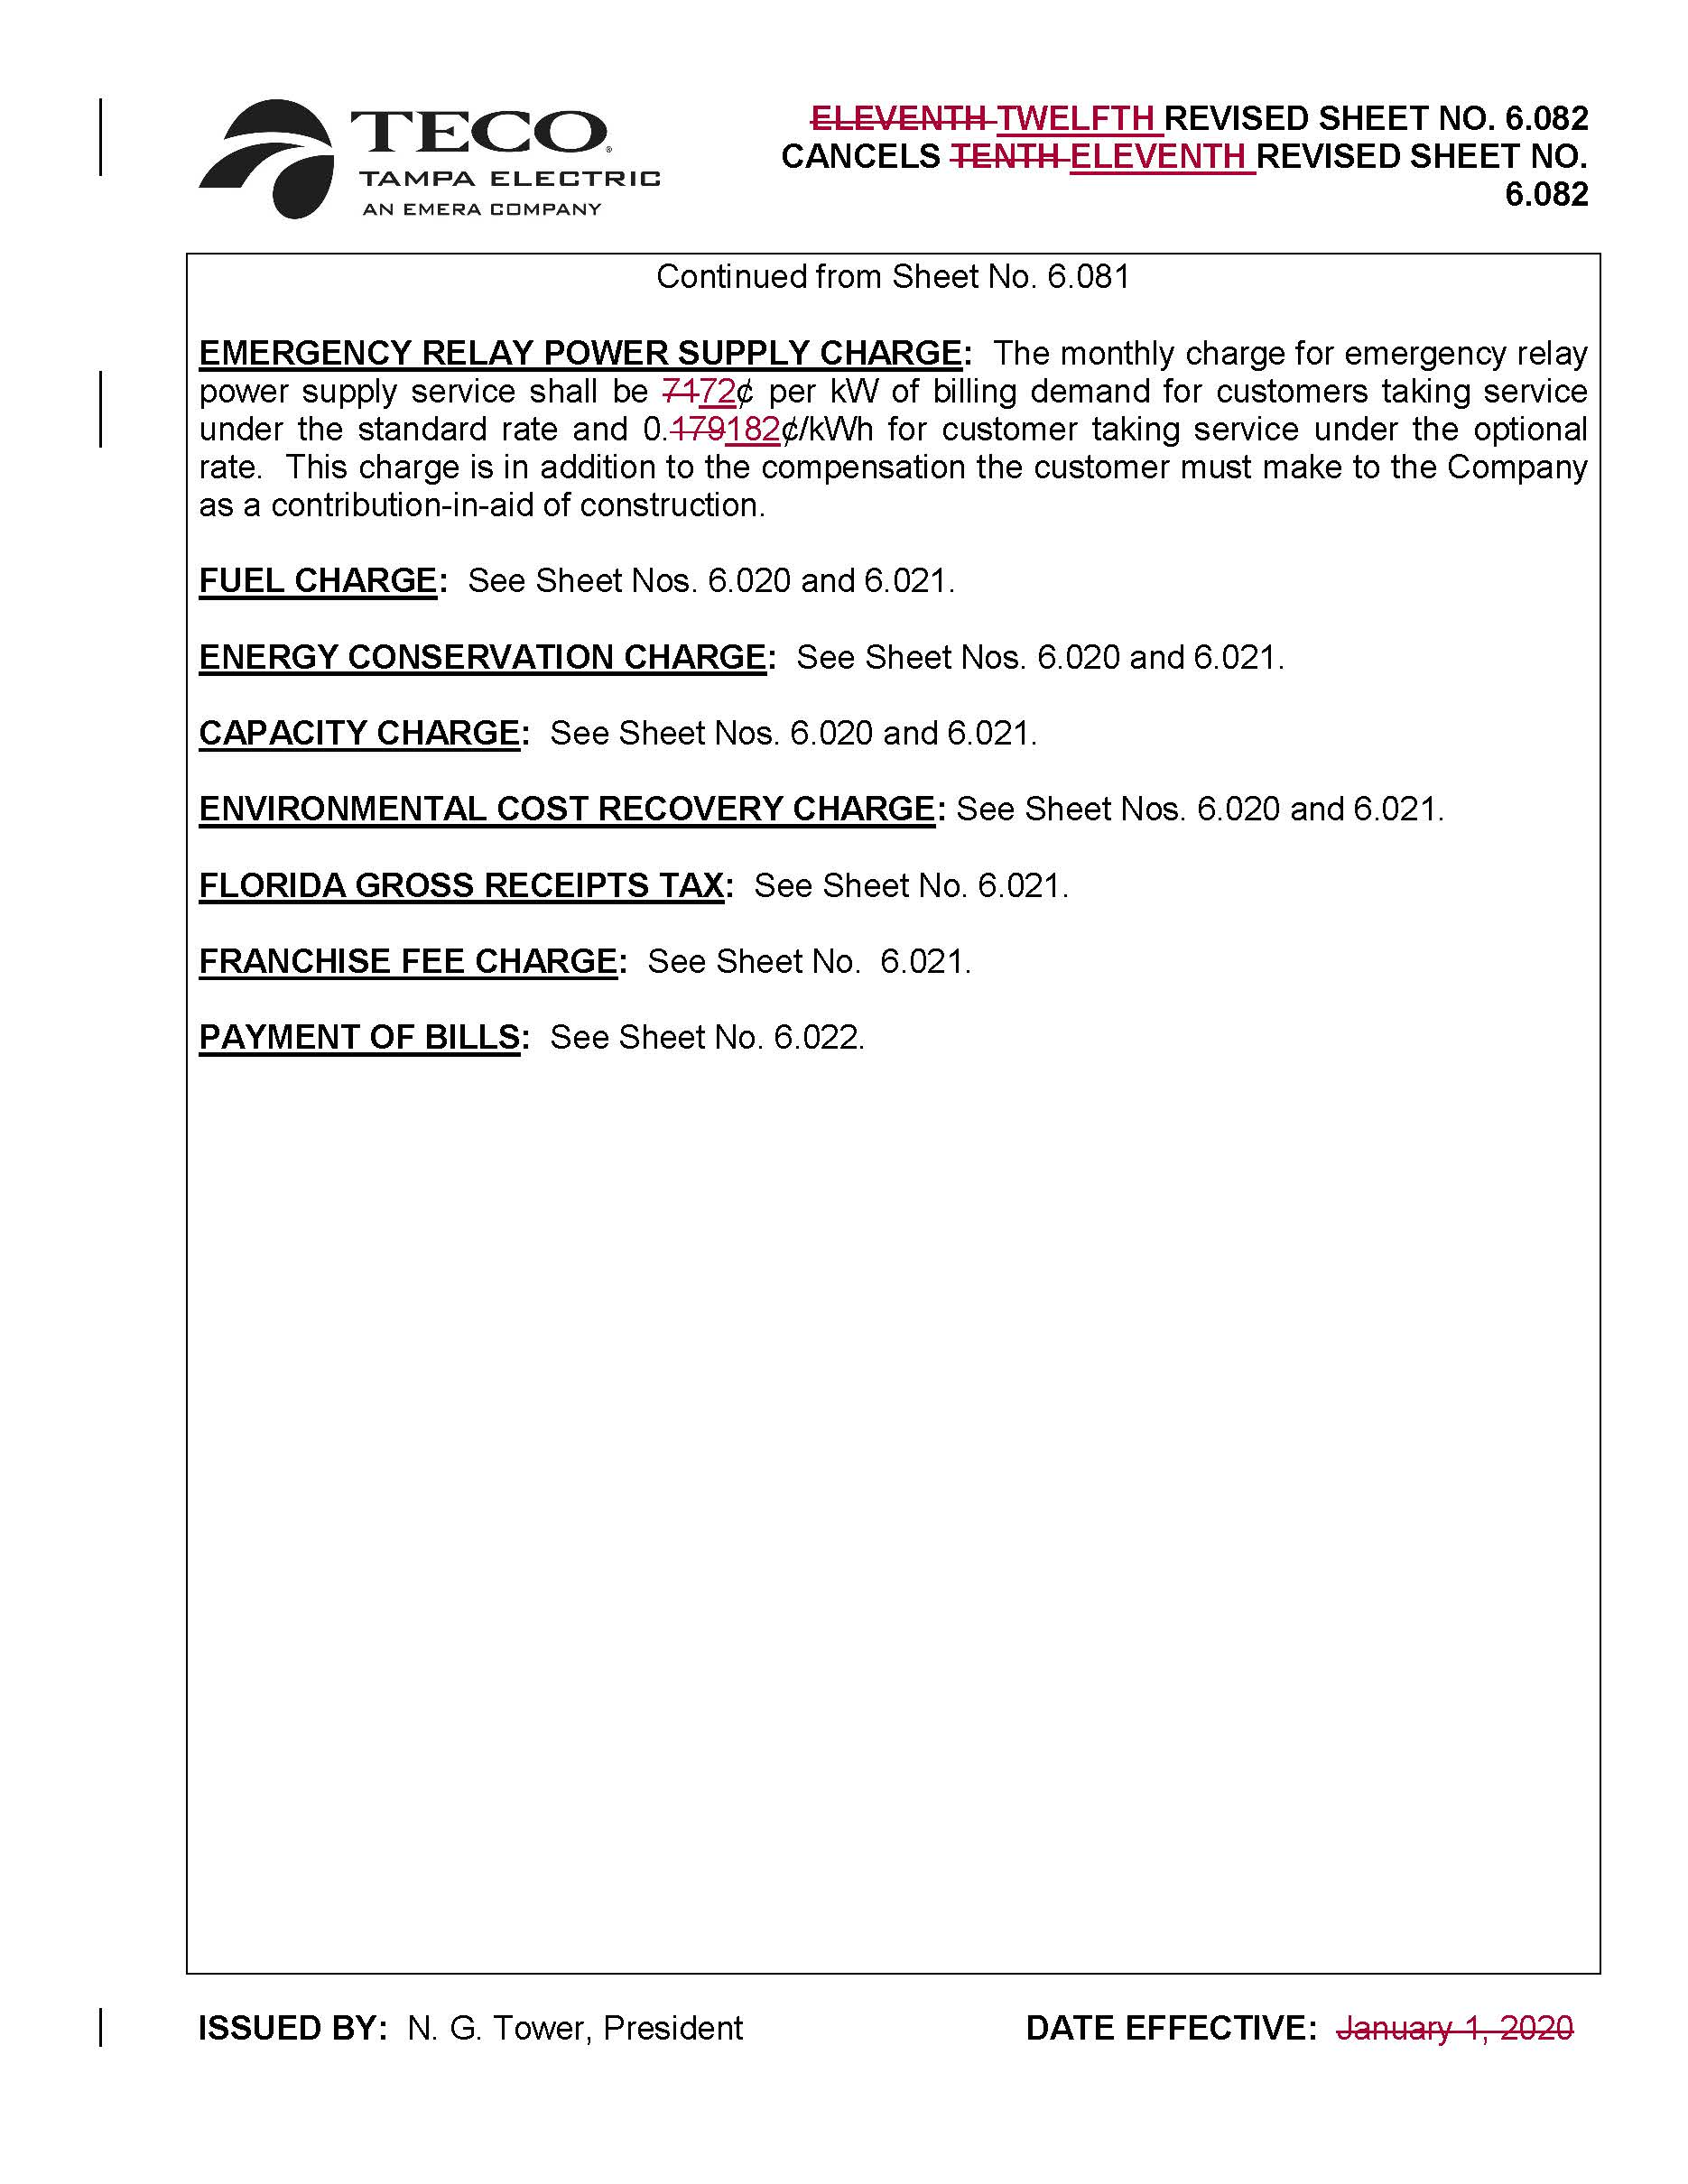 TECO®
TAMPA ELECTRIC
AN EMERA COMPANY
ELEVENTH TWELFTH REVISED SHEET NO. 6.082
CANCELS TENTH ELEVENTH REVISED SHEET NO.
6.082
Continued from Sheet No. 6.081
EMERGENCY RELAY POWER SUPPLY CHARGE: The monthly charge for emergency relay
power supply service shall be 7172¢ per kW of billing demand for customers taking service
under the standard rate and 0.179182¢/kWh for customer taking service under the optional
rate. This charge is in addition to the compensation the customer must make to the Company
as a contribution-in-aid of construction.
FUEL CHARGE: See Sheet Nos. 6.020 and 6.021.
ENERGY CONSERVATION CHARGE: See Sheet Nos. 6.020 and 6.021.
CAPACITY CHARGE: See Sheet Nos. 6.020 and 6.021.
ENVIRONMENTAL COST RECOVERY CHARGE: See Sheet Nos. 6.020 and 6.021.
FLORIDA GROSS RECEIPTS TAX: See Sheet No. 6.021.
FRANCHISE FEE CHARGE: See Sheet No. 6.021.
PAYMENT OF BILLS: See Sheet No. 6.022.
ISSUED BY: N. G. Tower, President DATE EFFECTIVE: January 1, 2020